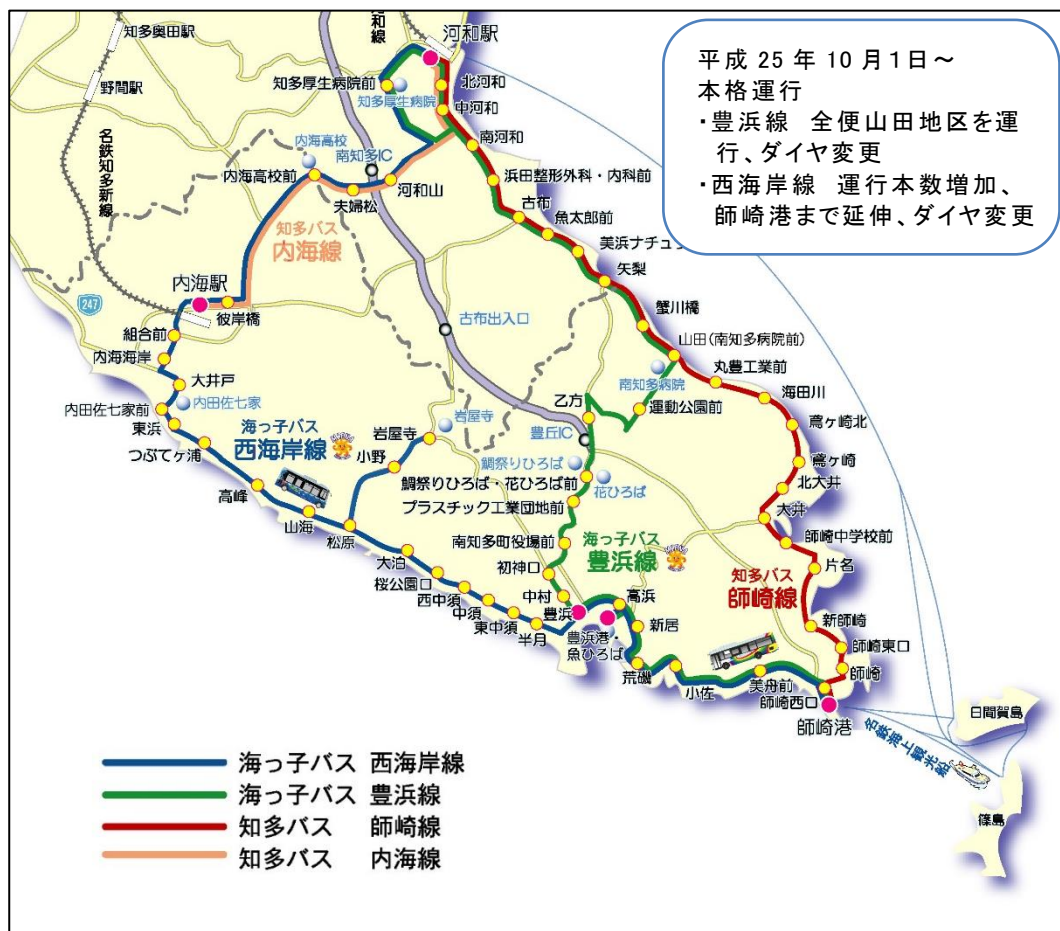 知多奥田駅
河和線
河和駅
野間駅
知多厚生病院前
知多厚生病院
北河和
中河和
南河和
内海高校
南知多IC
名鉄知多新線
内海高校前
夫婦松
河和山
浜田整形外科・内科前
古布
魚太郎前
美浜ナチュ
矢梨
知多バス
内海線
内海駅
247
彼岸橋
組合前
内海海岸
大井戸
内田佐七家
内田佐七家前
東浜
つぶてヶ浦
高峰
山海
松原
海っ子バス
西海岸線
岩屋寺
岩屋寺
小野
古布出入口
蟹川橋
山田(南知多病院前)
丸豊工業前
南知多病院
海田川
乙方
運動公園前
豊丘IC
鳶ヶ崎北
鳶ヶ崎
北大井
大井
師崎中学校前
片名
鯛祭りひろば
鯛祭りひろば・花ひろば前
花ひろば
プラスチック工業団地前
南知多町役場前
初神口
中村
豊浜
海っ子バス
豊浜線
知多バス
師崎線
大泊
桜公園口
西中須
中須
東中須
半月
豊浜港・
魚ひろば
高浜
新居
荒磯
小佐
美舟前
師崎西口
新師崎
師崎東口
師崎
師崎港
名鉄海上観光船
日間賀島
篠島
平成25年10月1日~
本格運行
・豊浜線 全便山田地区を運
行、ダイヤ変更
・西海岸線 運行本数増加、
師崎港まで延伸、ダイヤ変更
海っ子バス 西海岸線
海っ子バス 豊浜線
知多バス 師崎線
知多バス 内海線